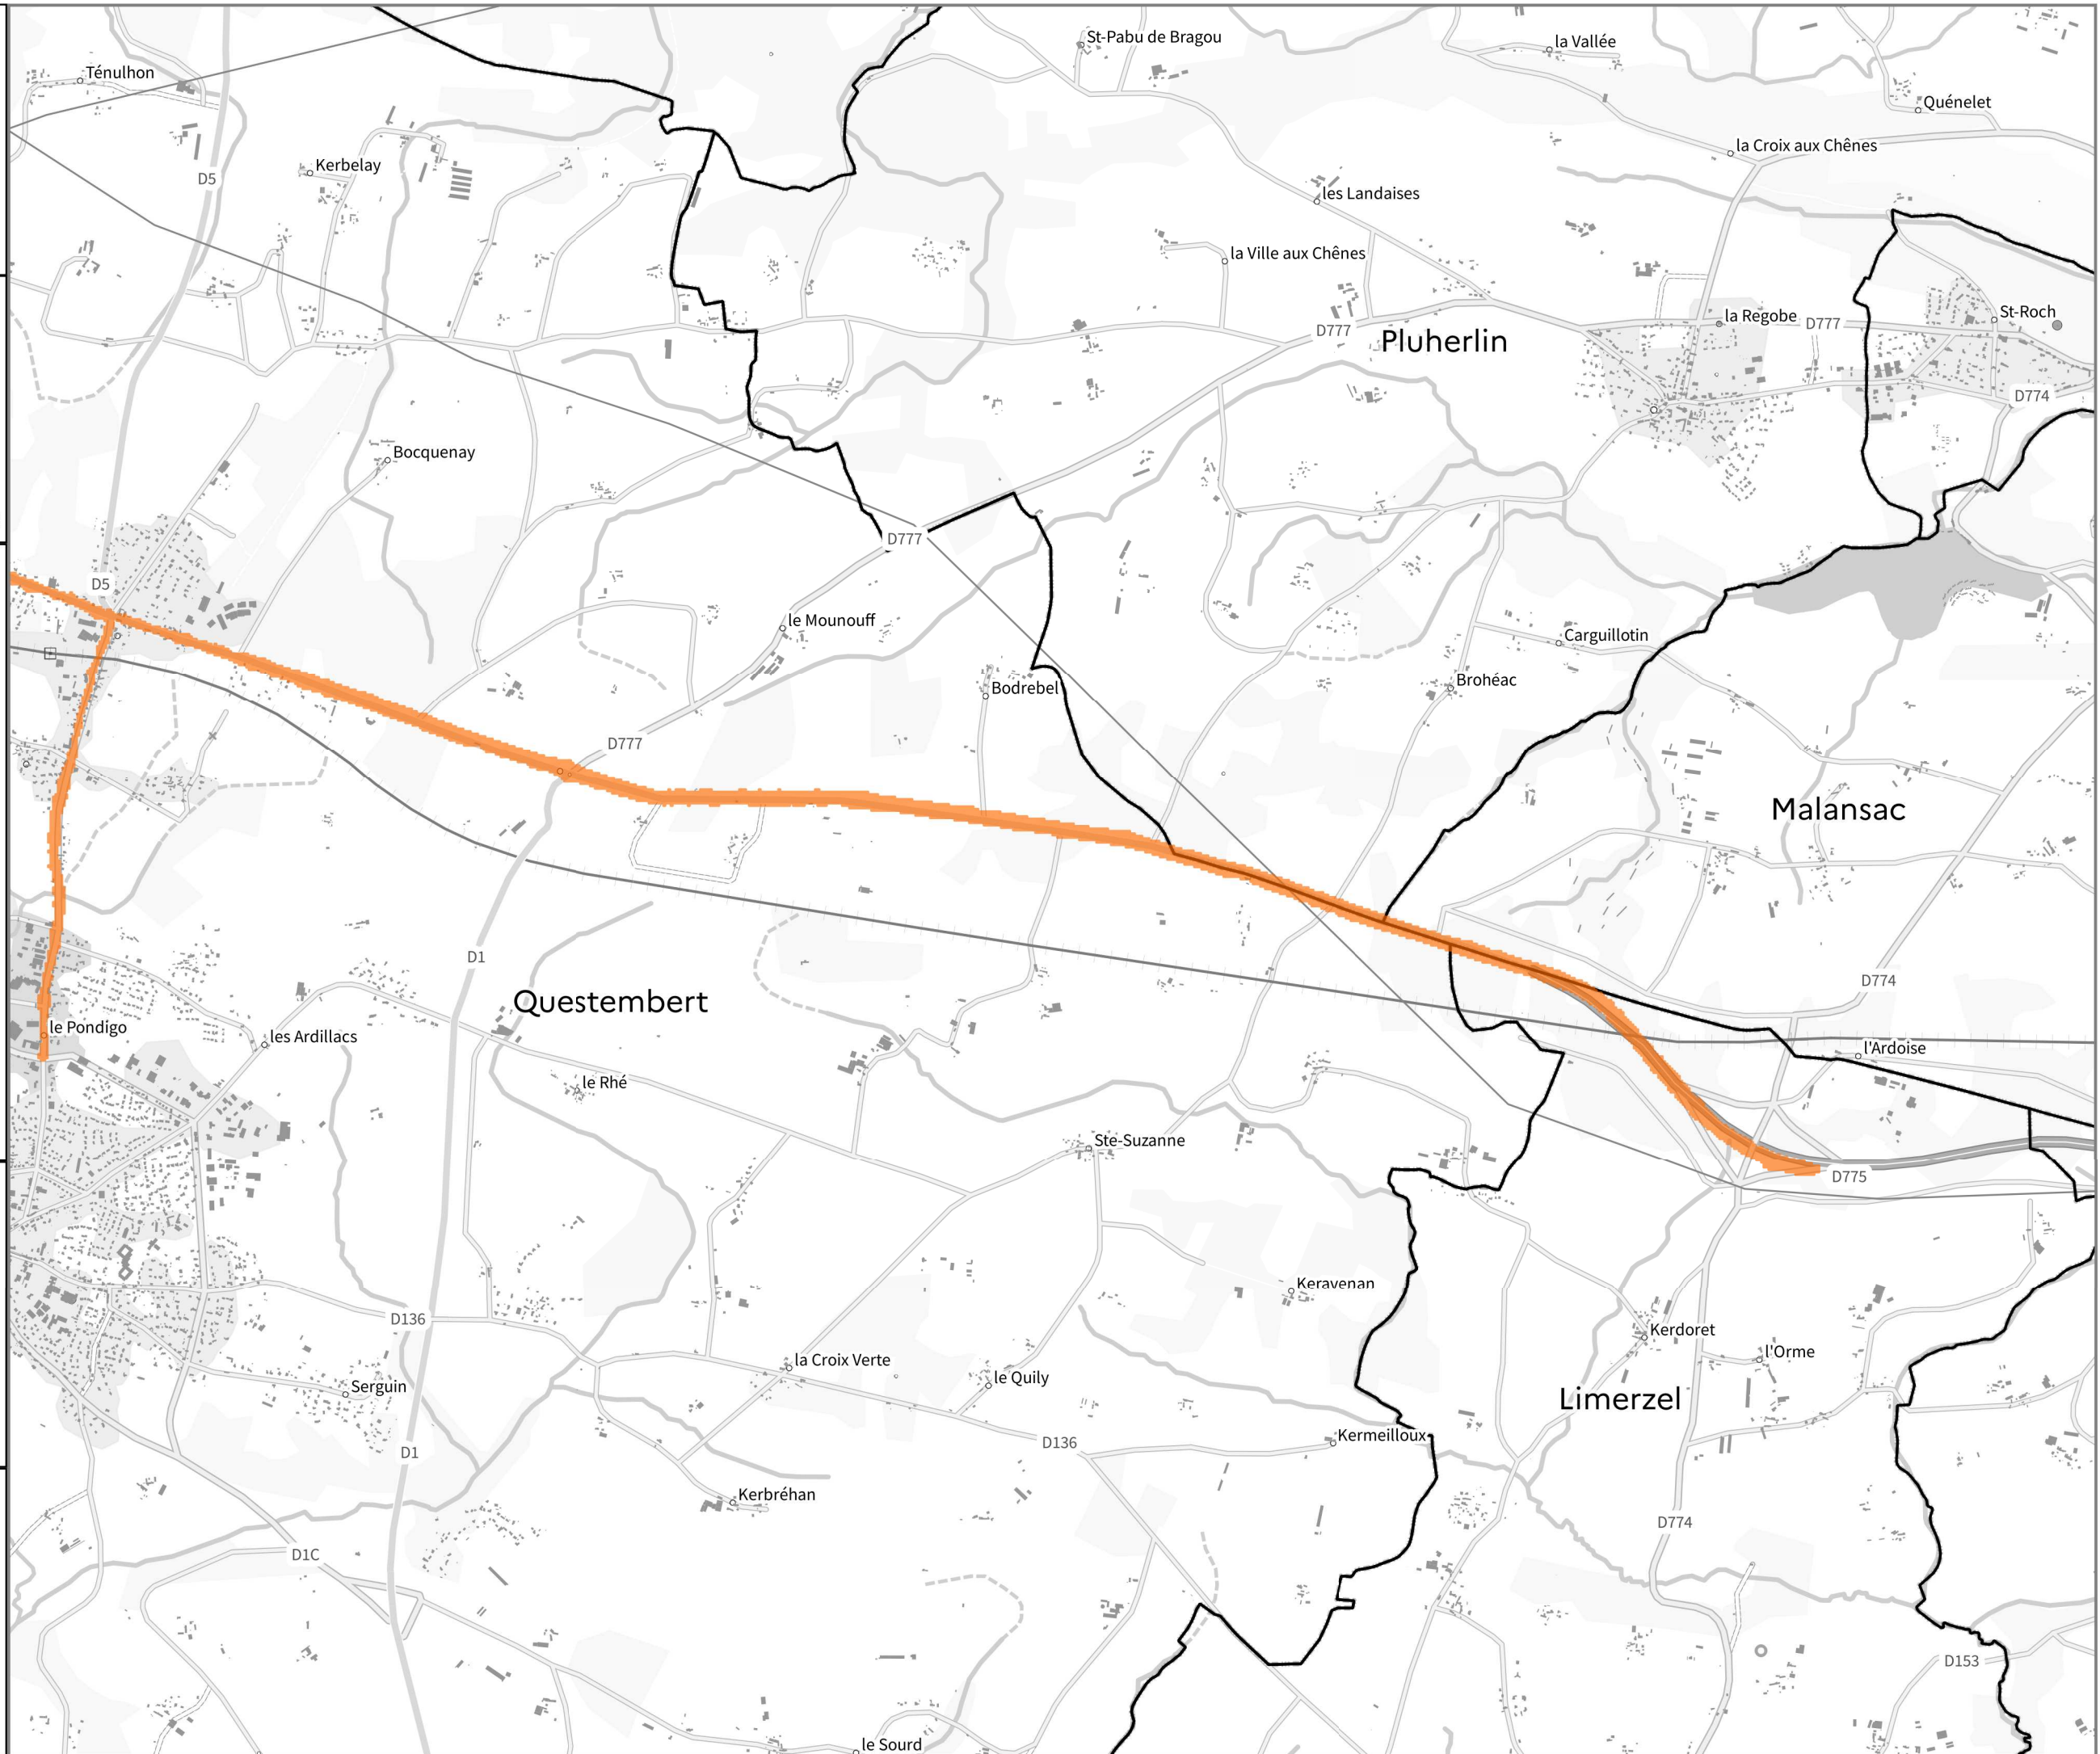 St-Pabu de Bragou
la Vallée
Ténulhon
Quénelet
la Croix aux Chênes
Kerbelay
D5
les Landaises
la Ville aux Chênes
St-Roch
la Regobe
D777
D777
Pluherlin
D774
Bocquenay
D777
D5
le Mounouff
Carguillotin
Brohéac
Bodrebel
D777
Malansac
D1
D774
Questembert
le Pondigo
les Ardillacs
l'Ardoise
le Rhé
Ste-Suzanne
D775
Keravenan
D136
Kerdoret
l'Orme
la Croix Verte
le Quily
Serguin
Limerzel
Kermeilloux
D136
D1
Kerbréhan
D774
D1C
D153
le Sourd